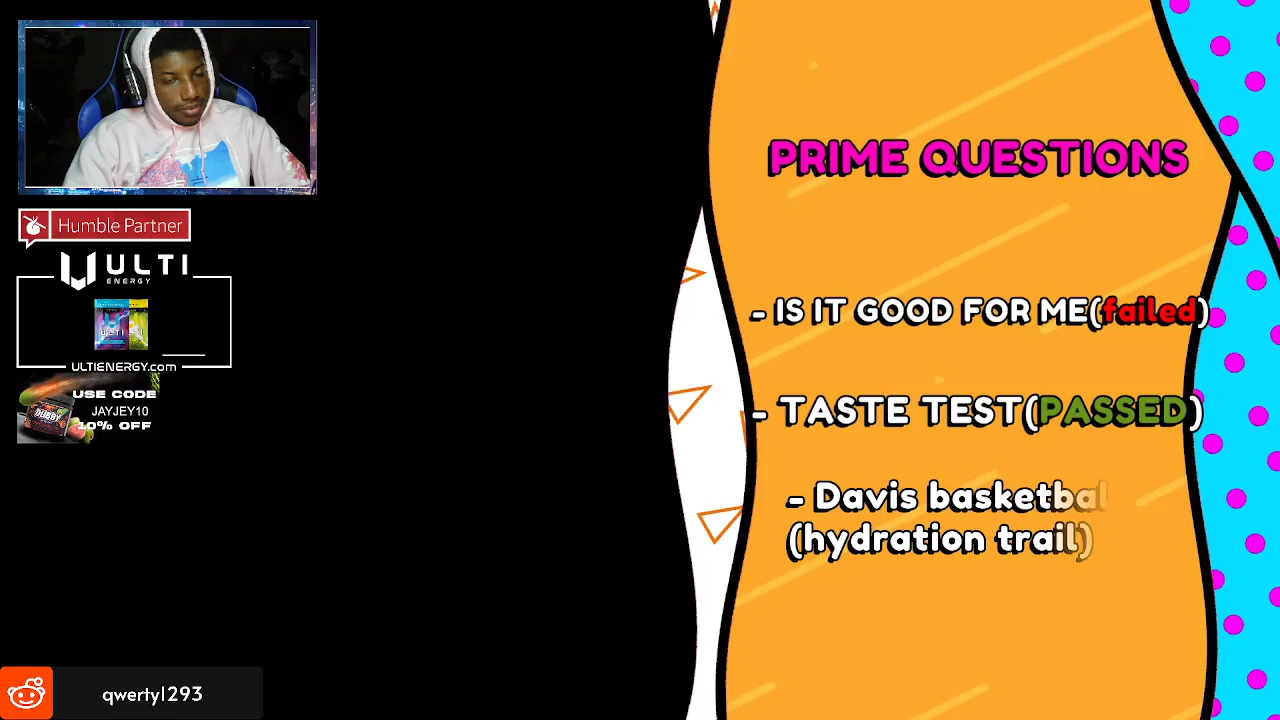 PRIME QUESTIONS
- IS IT GOOD FOR ME(failed)
- TASTE TEST(PASSED)
- Davis basketbal
(hydration trail)
Humble Partner
ULTI
ENERGY
ULTIENERGY.com
USE CODE
JAYJEY10
10% OFF
qwerty1293